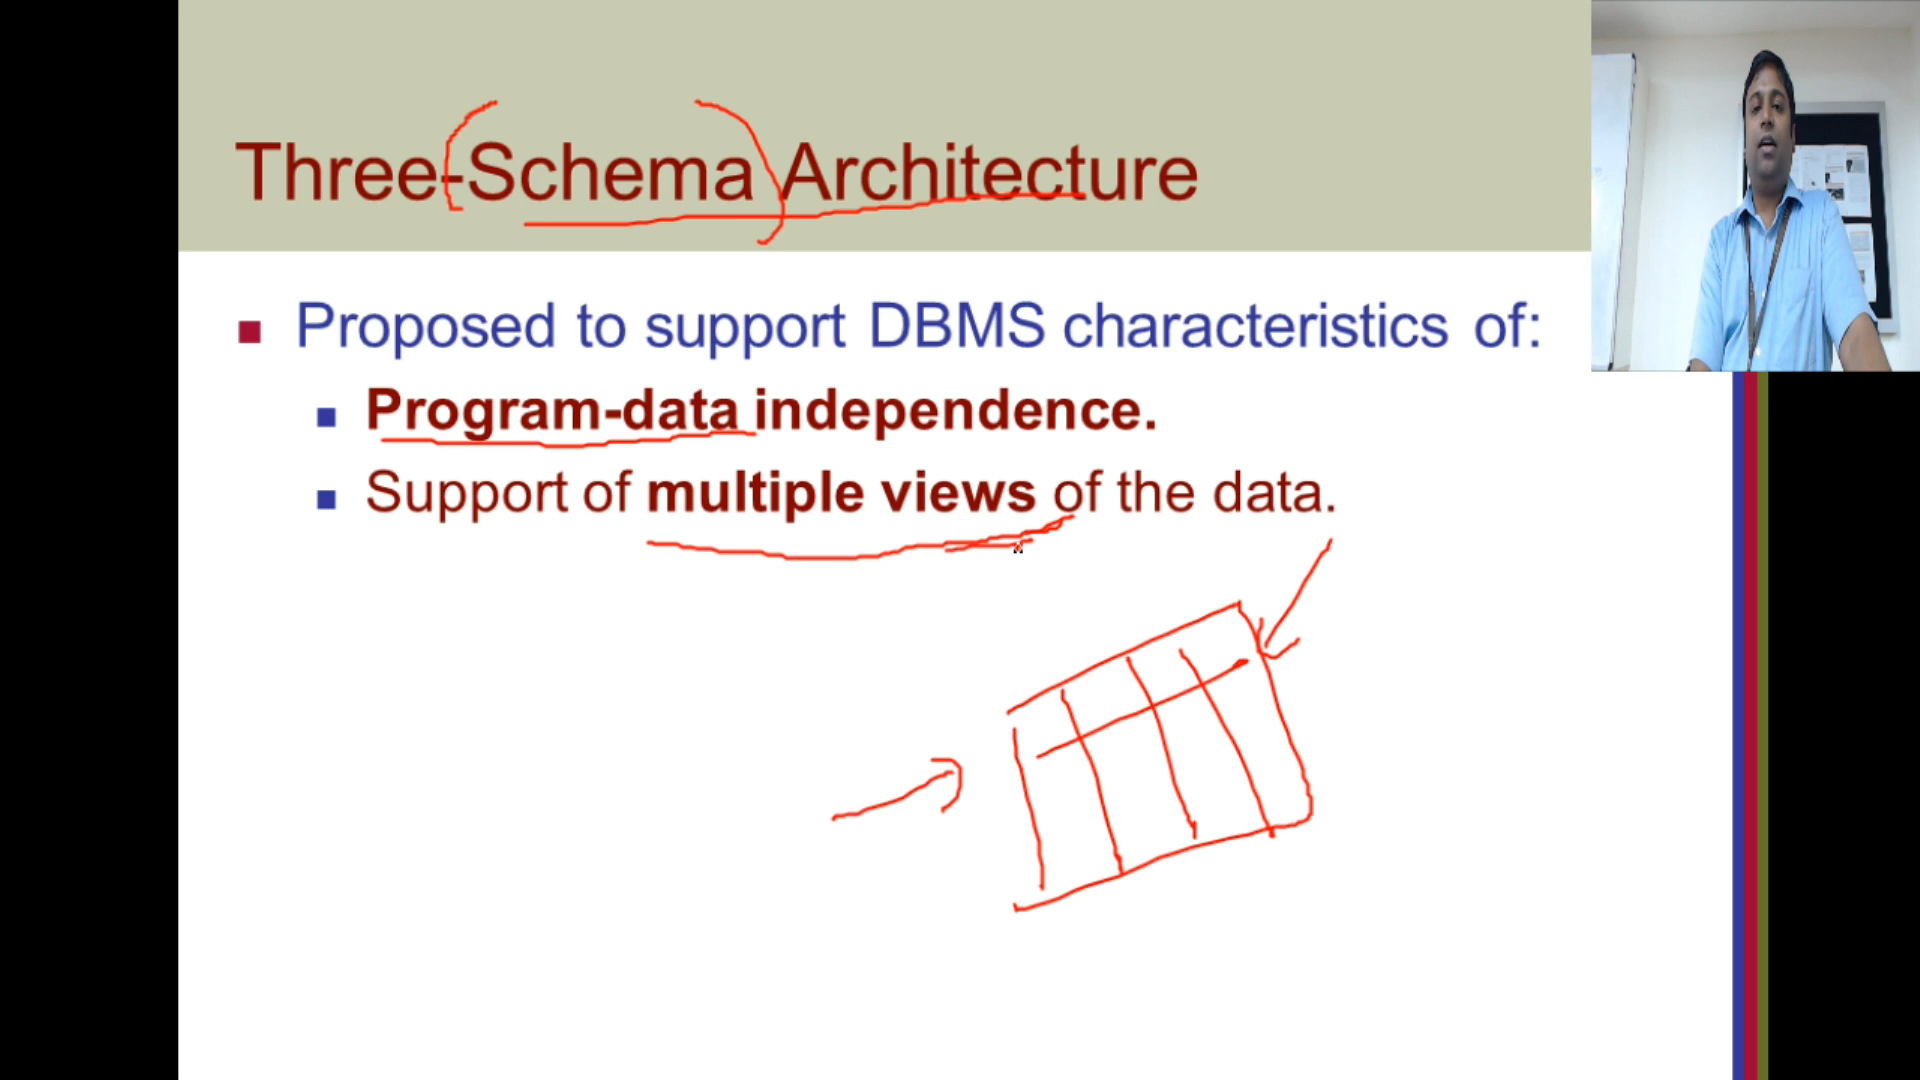 Three-Schema Architecture
Proposed to support DBMS characteristics of:
Program-data independence.
Support of multiple views of the data.